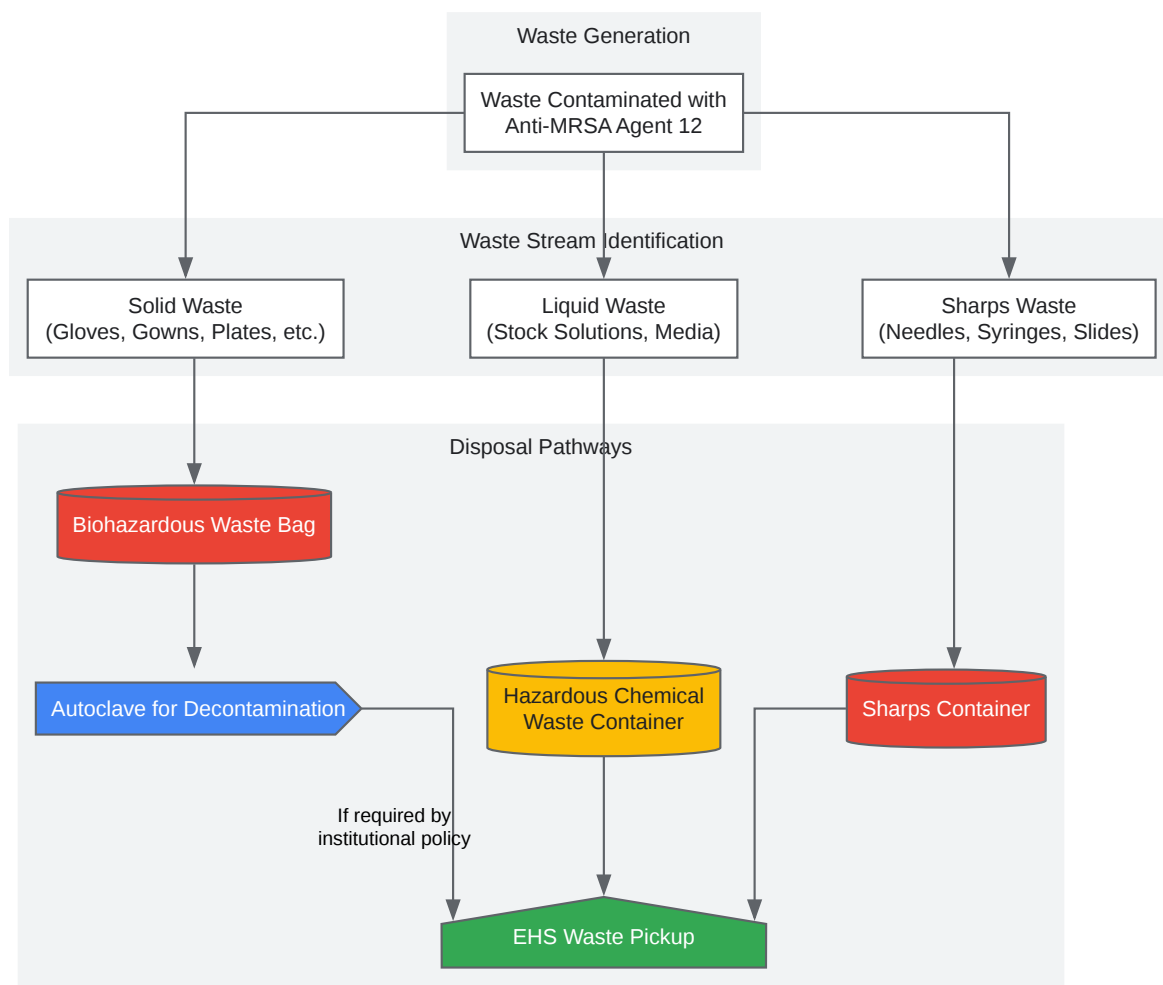 Waste Generation
Waste Contaminated with
Anti-MRSA Agent 12
Waste Stream Identification
Solid Waste
(Gloves, Gowns, Plates, etc.)
Liquid Waste
(Stock Solutions, Media)
Sharps Waste
(Needles, Syringes, Slides)
Disposal Pathways
Biohazardous Waste Bag
Autoclave for Decontamination
Hazardous Chemical
Waste Container
Sharps Container
If required by
institutional policy
EHS Waste Pickup